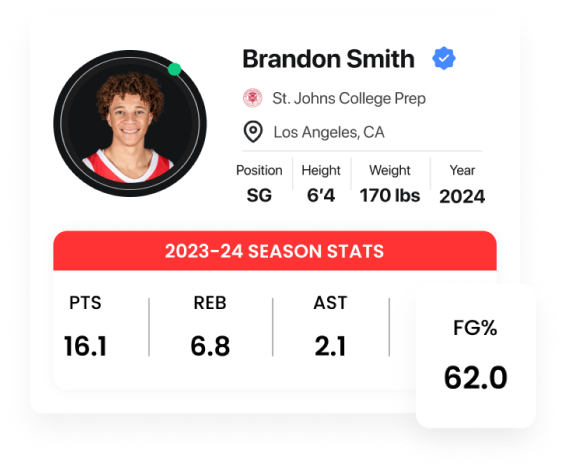 Brandon Smith
St. Johns College Prep
Los Angeles, CA
Position Height Weight Year
SG 6'4 170 lbs 2024
2023-24 SEASON STATS
PTS REB AST FG%
16.1 6.8 2.1 62.0